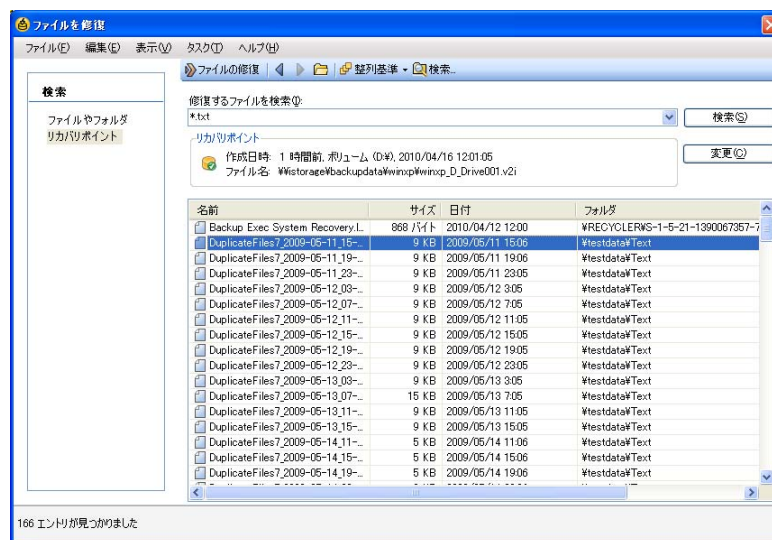 ファイルを修復
ファイル(F) 編集(E) 表示(V) タスク(T) ヘルプ(H)
ファイルの修復 整列基準 検索...
検索
ファイルやフォルダ
リカバリポイント
修復するファイルを検索(I):
*.txt
検索(S)
リカバリポイント
作成日時: 1 時間前, ボリューム (D:¥), 2010/04/16 12:01:05
ファイル名: ¥¥istorage¥backupdata¥winxp¥winxp_D_Drive001.v2i
変更(C)
名前 サイズ 日付 フォルダ
Backup Exec System Recovery.l... 868 バイト 2010/04/12 12:00 ¥RECYCLER¥S-1-5-21-1390067357-7
DuplicateFiles7_2009-05-11_15-... 9 KB 2009/05/11 15:06 ¥testdata¥Text
DuplicateFiles7_2009-05-11_19-... 9 KB 2009/05/11 19:06 ¥testdata¥Text
DuplicateFiles7_2009-05-11_23-... 9 KB 2009/05/11 23:05 ¥testdata¥Text
DuplicateFiles7_2009-05-12_03-... 9 KB 2009/05/12 3:05 ¥testdata¥Text
DuplicateFiles7_2009-05-12_07-... 9 KB 2009/05/12 7:05 ¥testdata¥Text
DuplicateFiles7_2009-05-12_11-... 9 KB 2009/05/12 11:05 ¥testdata¥Text
DuplicateFiles7_2009-05-12_15-... 9 KB 2009/05/12 15:05 ¥testdata¥Text
DuplicateFiles7_2009-05-12_19-... 9 KB 2009/05/12 19:05 ¥testdata¥Text
DuplicateFiles7_2009-05-12_23-... 9 KB 2009/05/12 23:05 ¥testdata¥Text
DuplicateFiles7_2009-05-13_03-... 9 KB 2009/05/13 3:05 ¥testdata¥Text
DuplicateFiles7_2009-05-13_07-... 15 KB 2009/05/13 7:05 ¥testdata¥Text
DuplicateFiles7_2009-05-13_11-... 9 KB 2009/05/13 11:05 ¥testdata¥Text
DuplicateFiles7_2009-05-13_15-... 9 KB 2009/05/13 15:05 ¥testdata¥Text
DuplicateFiles7_2009-05-14_11-... 5 KB 2009/05/14 11:06 ¥testdata¥Text
DuplicateFiles7_2009-05-14_15-... 5 KB 2009/05/14 15:06 ¥testdata¥Text
DuplicateFiles7_2009-05-14_19-... 5 KB 2009/05/14 19:06 ¥testdata¥Text
166 エントリが見つかりました